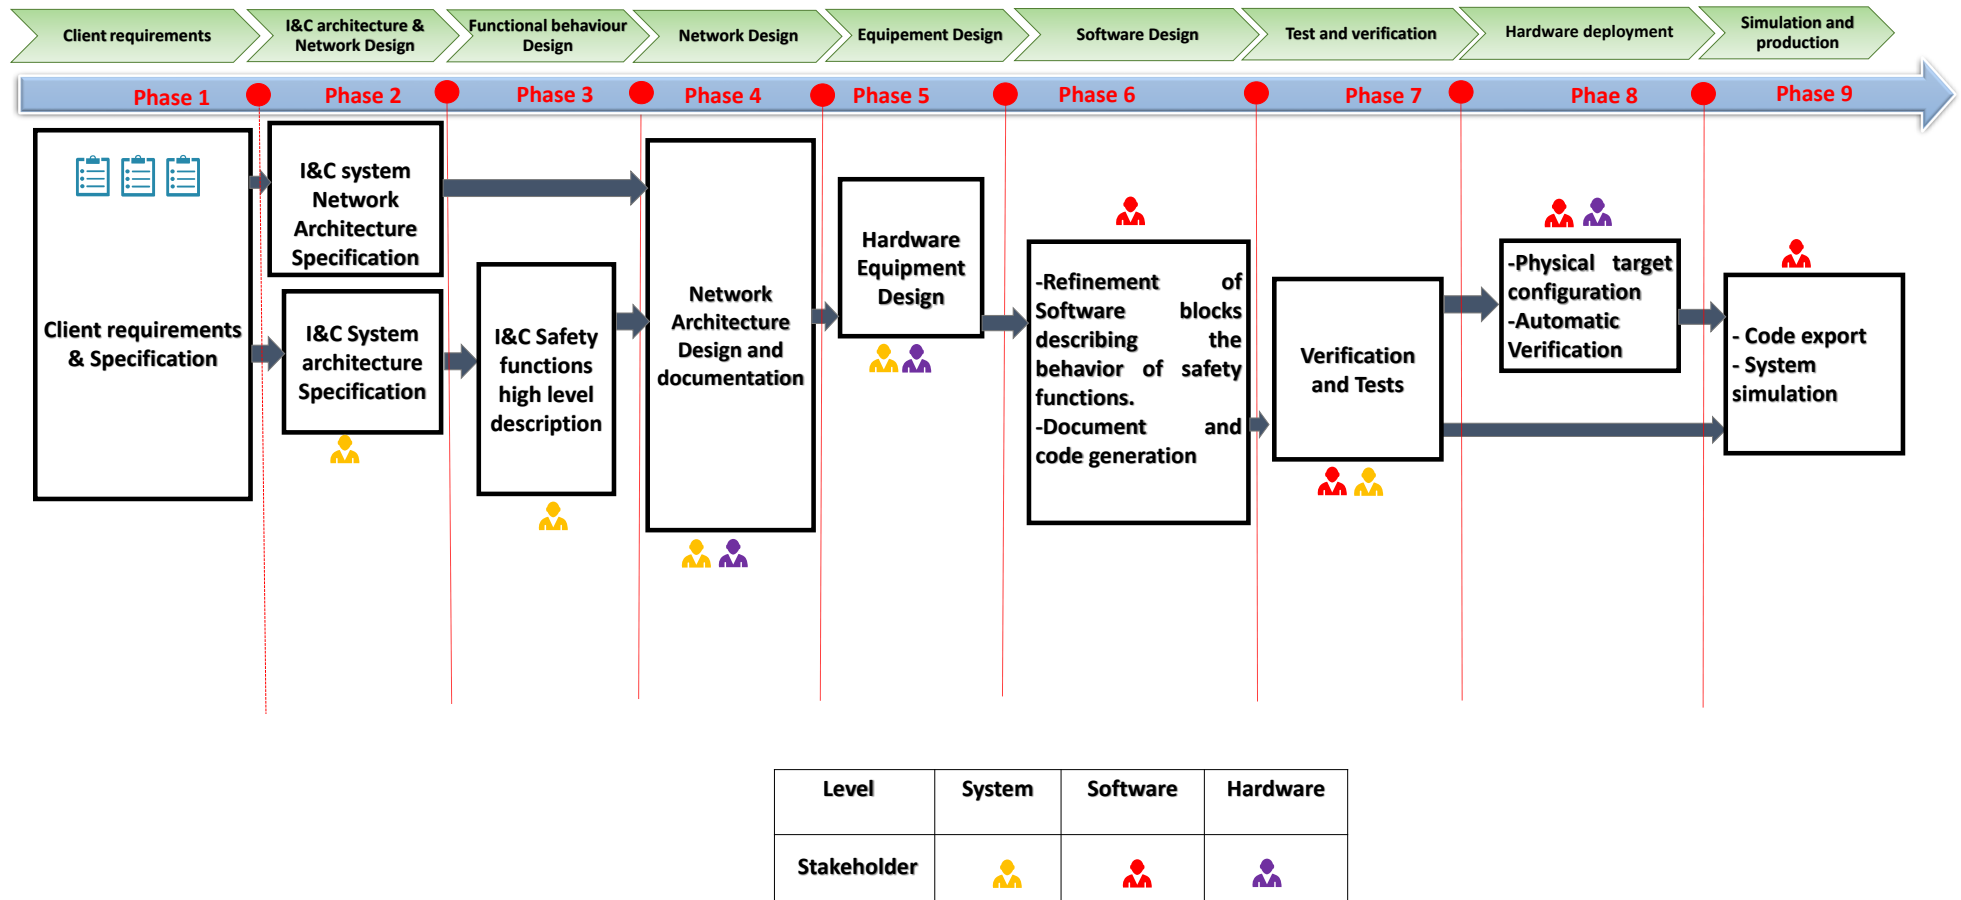 Client requirements
I&C architecture &
Network Design
Functional behaviour
Design
Network Design
Equipement Design
Software Design
Test and verification
Hardware deployment
Simulation and
production
Phase 1
Phase 2
Phase 3
Phase 4
Phase 5
Phase 6
Phase 7
Phae 8
Phase 9
Client requirements
& Specification
I&C system
Network
Architecture
Specification
I&C System
architecture
Specification
I&C Safety
functions
high level
description
Network
Architecture
Design and
documentation
Hardware
Equipment
Design
-Refinement of
Software blocks
describing the
behavior of safety
functions.
-Document and
code generation
Verification
and Tests
-Physical target
configuration
-Automatic
Verification
- Code export
- System
simulation
Level System Software Hardware
Stakeholder